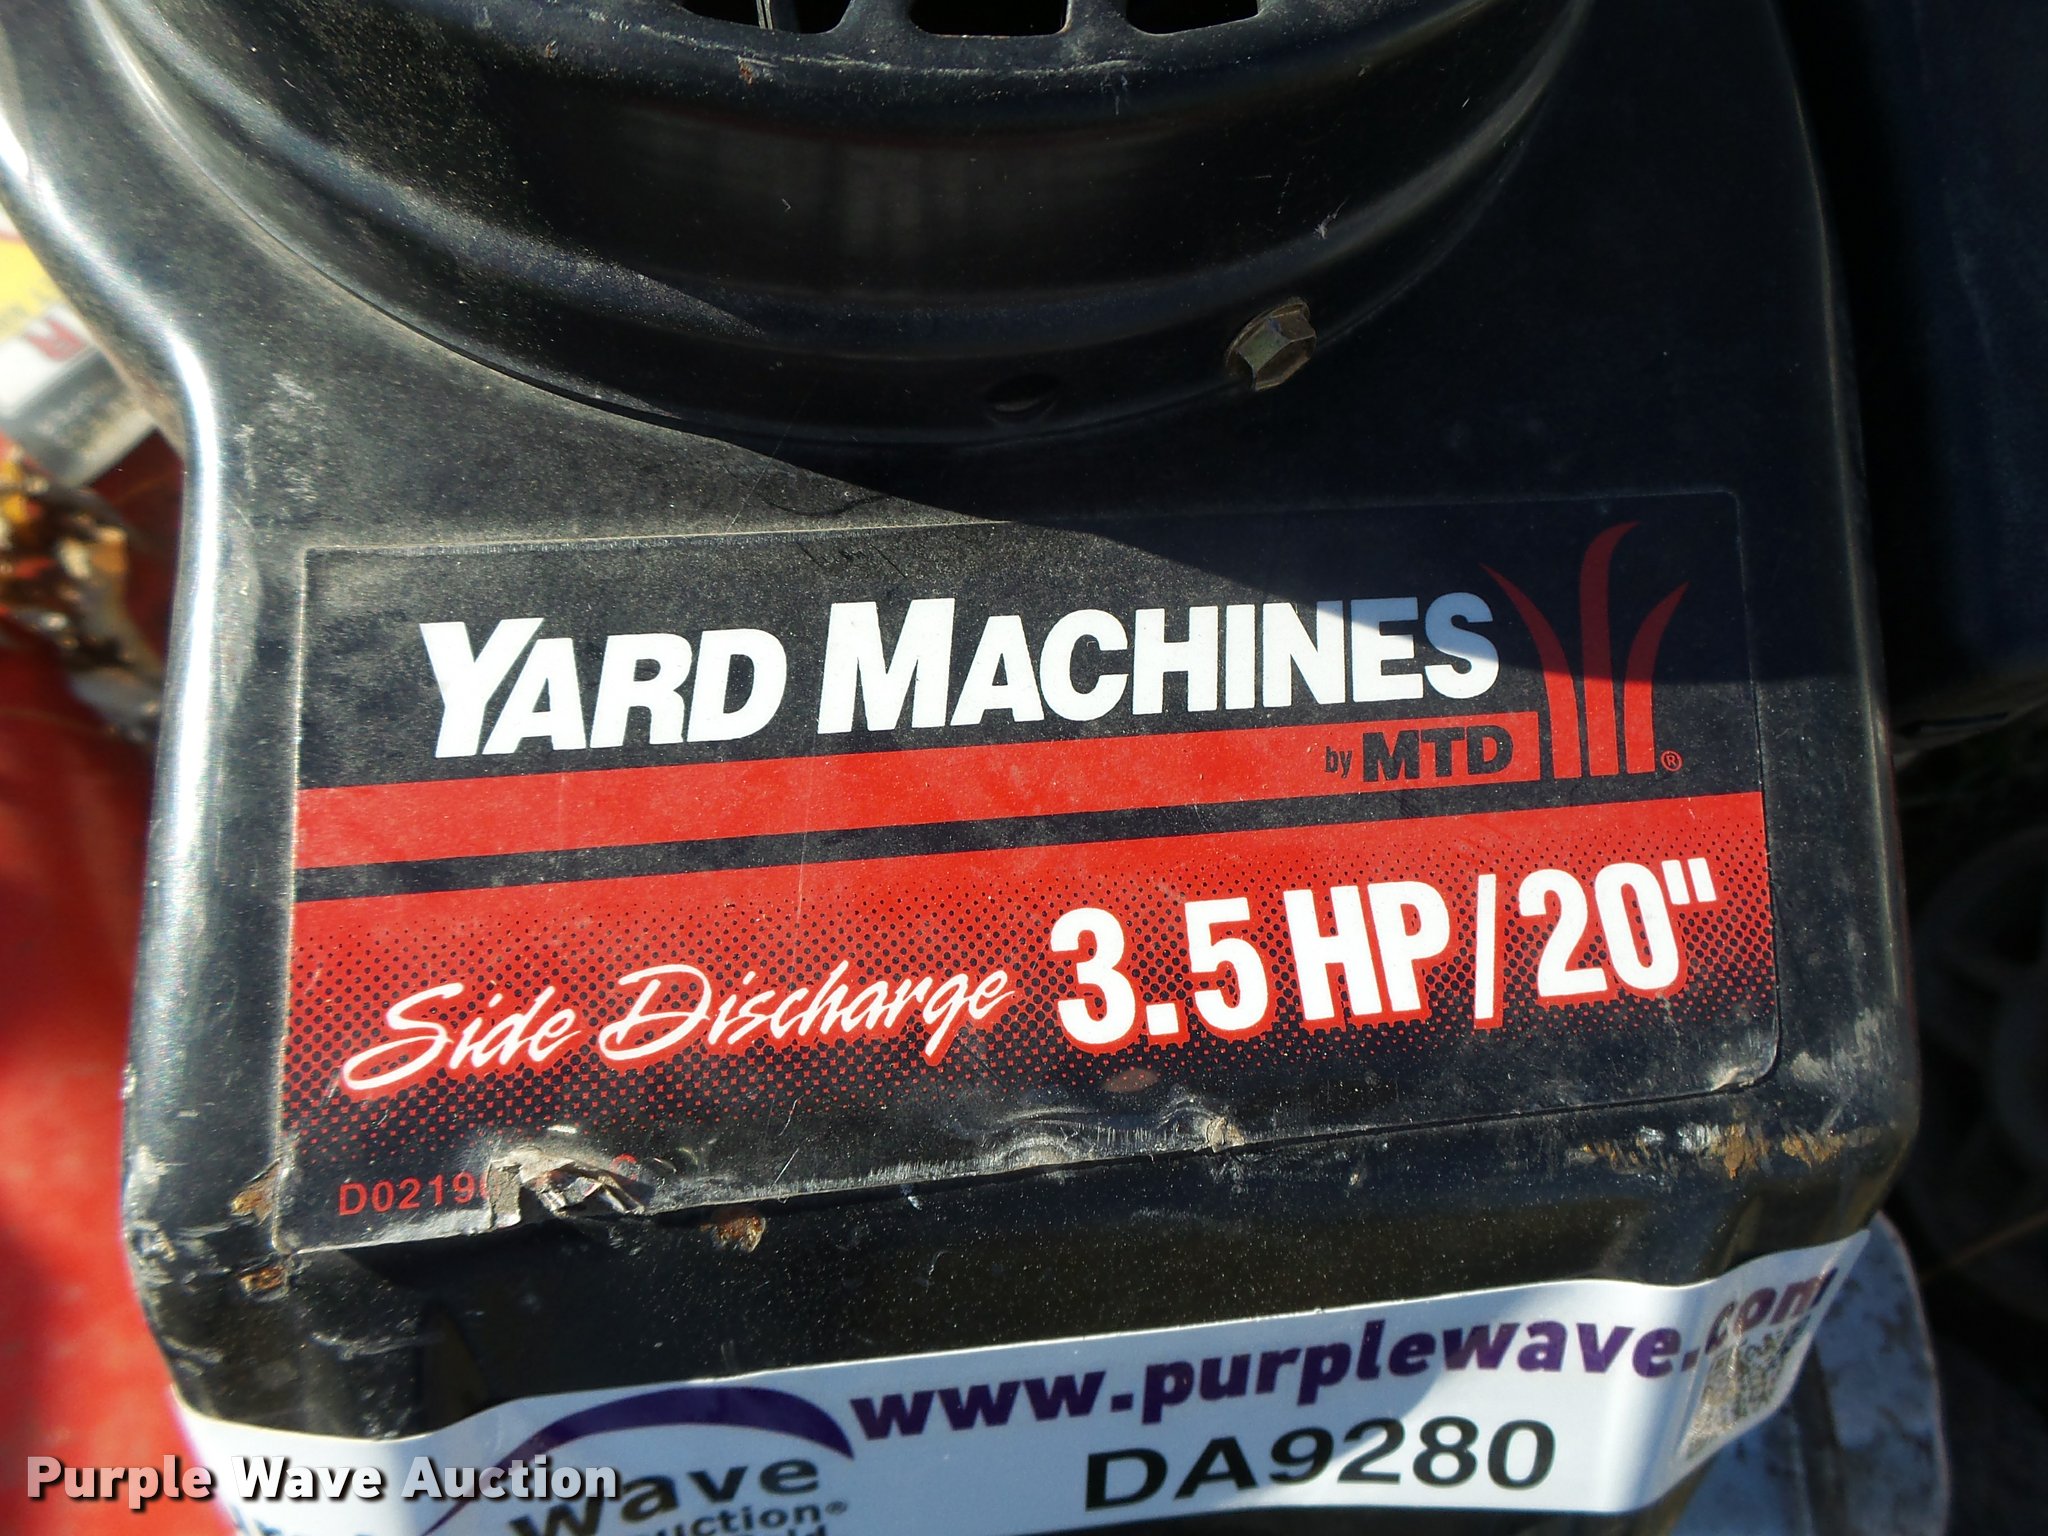 YARD MACHINES
by MTD ®
Side Discharge 3.5 HP / 20"
www.purplewave.com
DA9280
wave
Purple Wave Auction